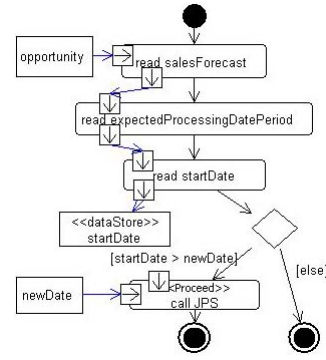 opportunity
read salesForecast
read expectedProcessingDatePeriod
read startDate
<<dataStore>>
startDate
[startDate > newDate]
[else]
newDate
<Proceed>>
call JPS